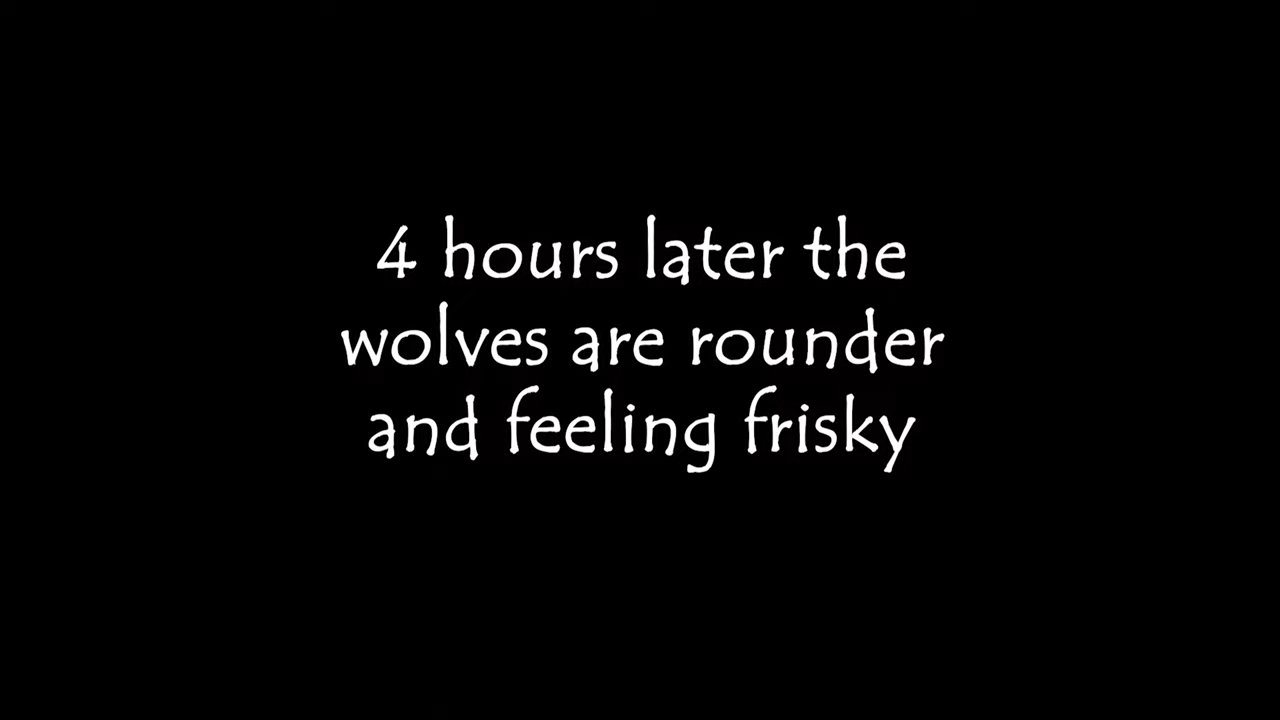 4 hours later the
wolves are rounder
and feeling frisky